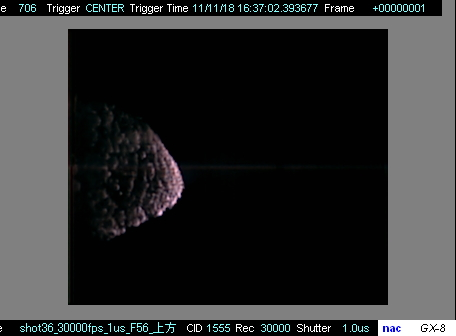 e 706 Trigger CENTER Trigger Time 11/11/18 16:37:02.393677 Frame +00000001
e shot36_30000fps_1us_F56_上方 CID 1555 Rec 30000 Shutter 1.0us nac GX-8